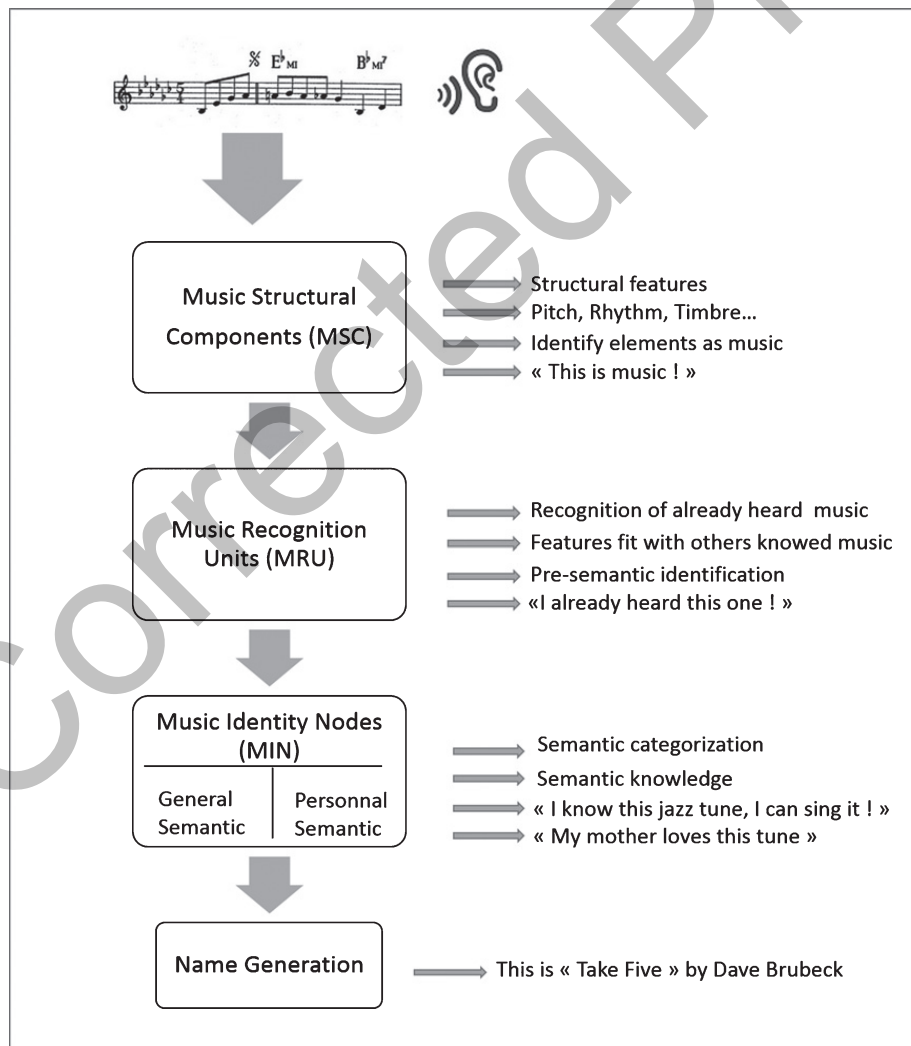 𝄋 E♭MI B♭MI7
5
4
Music Structural
Components (MSC)
Structural features
Pitch, Rhythm, Timbre...
Identify elements as music
« This is music ! »
Music Recognition
Units (MRU)
Recognition of already heard music
Features fit with others knowed music
Pre-semantic identification
«I already heard this one ! »
Music Identity Nodes
(MIN)
General
Semantic
Personnal
Semantic
Semantic categorization
Semantic knowledge
« I know this jazz tune, I can sing it ! »
« My mother loves this tune »
Name Generation
This is « Take Five » by Dave Brubeck
Corrected P